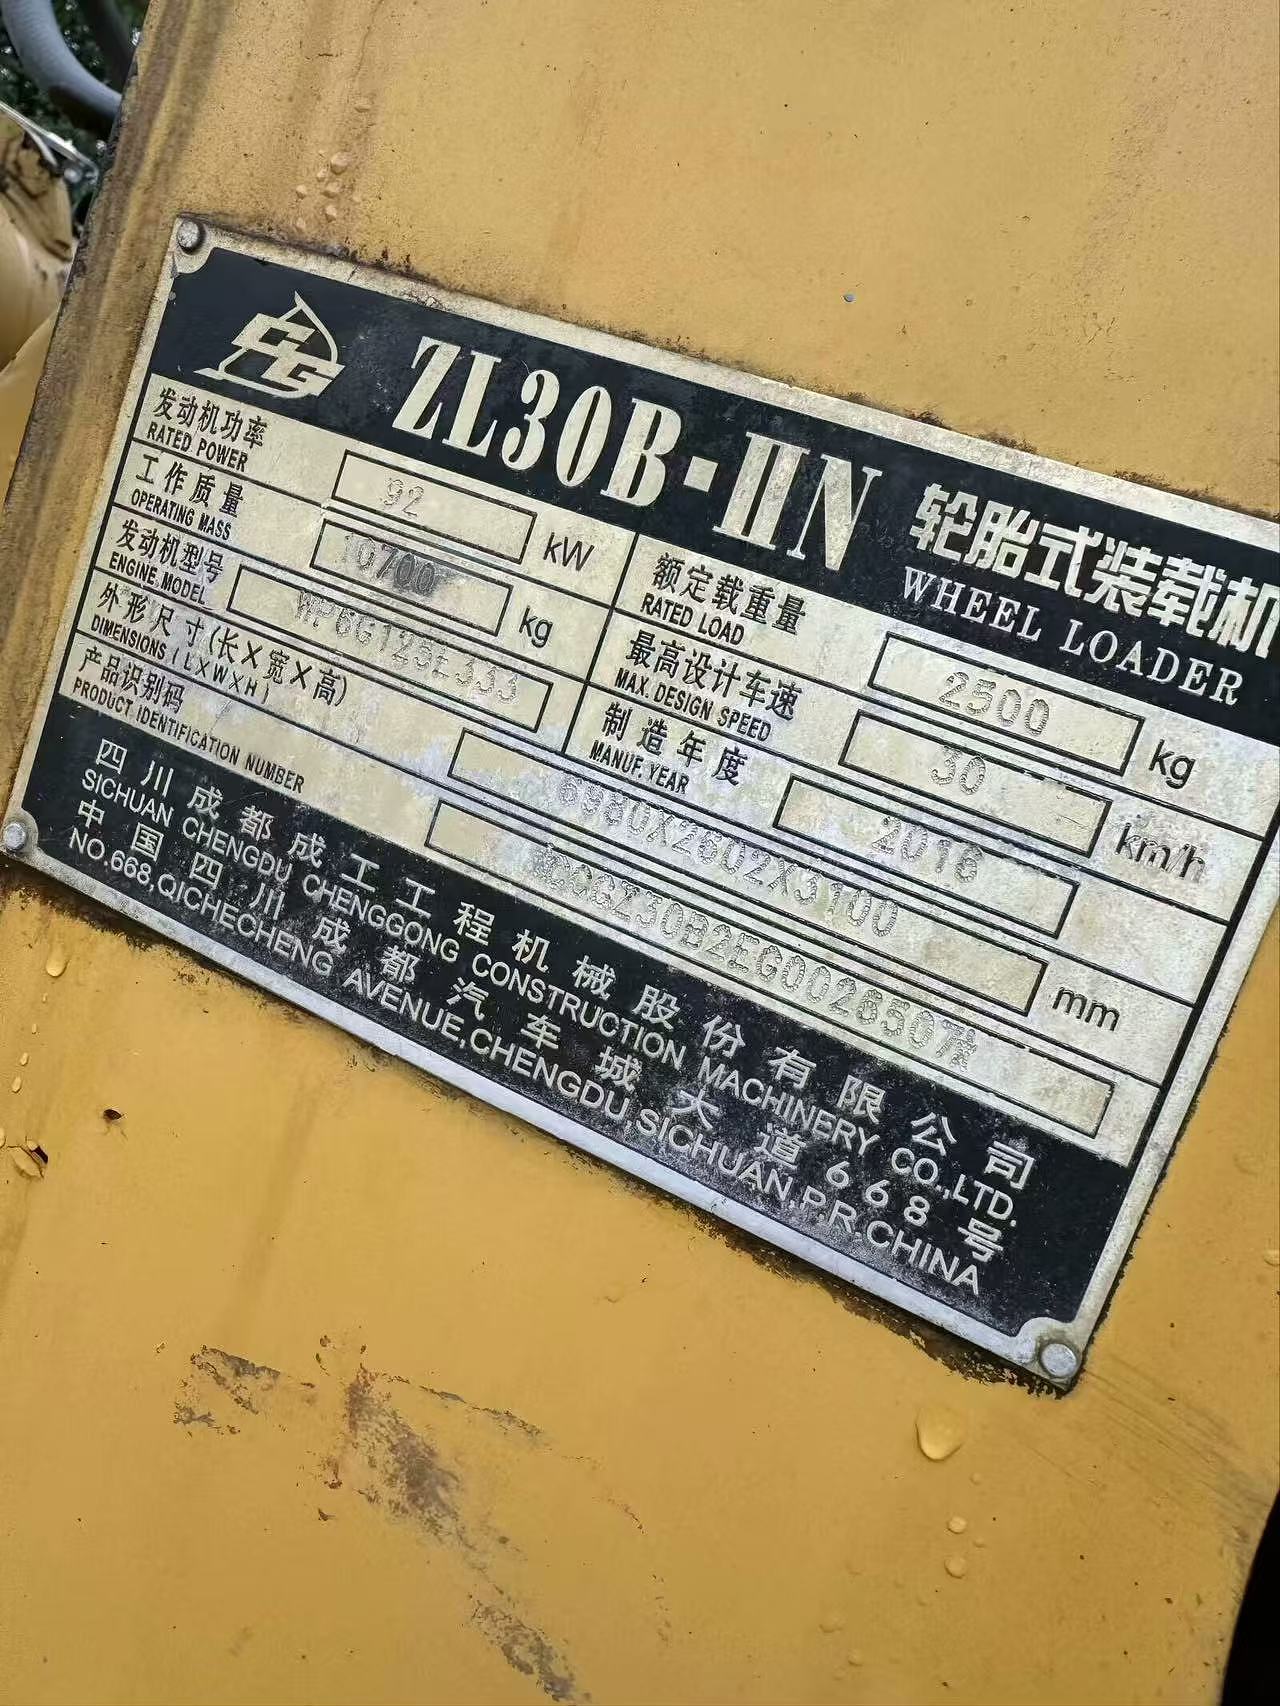 CG
ZL30B-ⅡN 轮胎式装载机
WHEEL LOADER
发动机功率 92 kW
RATED POWER
额定载重量 2500 kg
RATED LOAD
工作质量 10700 kg
OPERATING MASS
最高设计车速 30 km/h
MAX. DESIGN SPEED
发动机型号 WP6G125E333
ENGINE. MODEL
制造年度 2016
MANUF. YEAR
外形尺寸(长×宽×高) 6980X2602X3100 mm
DIMENSIONS (L×W×H)
产品识别码
PRODUCT IDENTIFICATION NUMBER
四川成都成工工程机械股份有限公司
SICHUAN CHENGDU CHENGGONG CONSTRUCTION MACHINERY CO.,LTD.
中国四川成都汽车城大道668号
NO.668,QICHECHENG AVENUE,CHENGDU,SICHUAN,P.R.CHINA